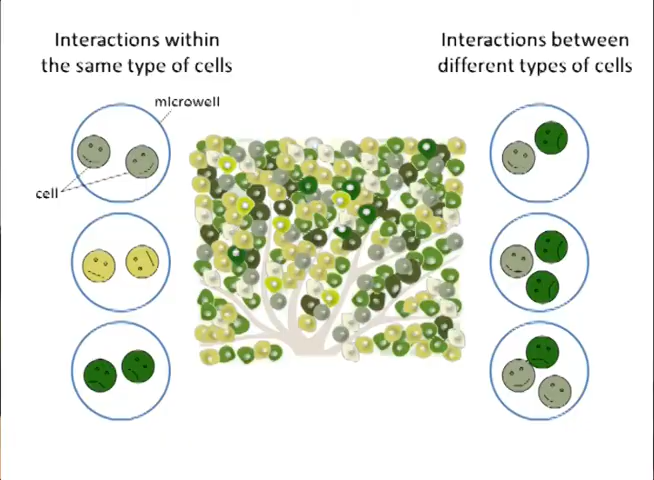 Interactions within
the same type of cells
Interactions between
different types of cells
microwell
cell